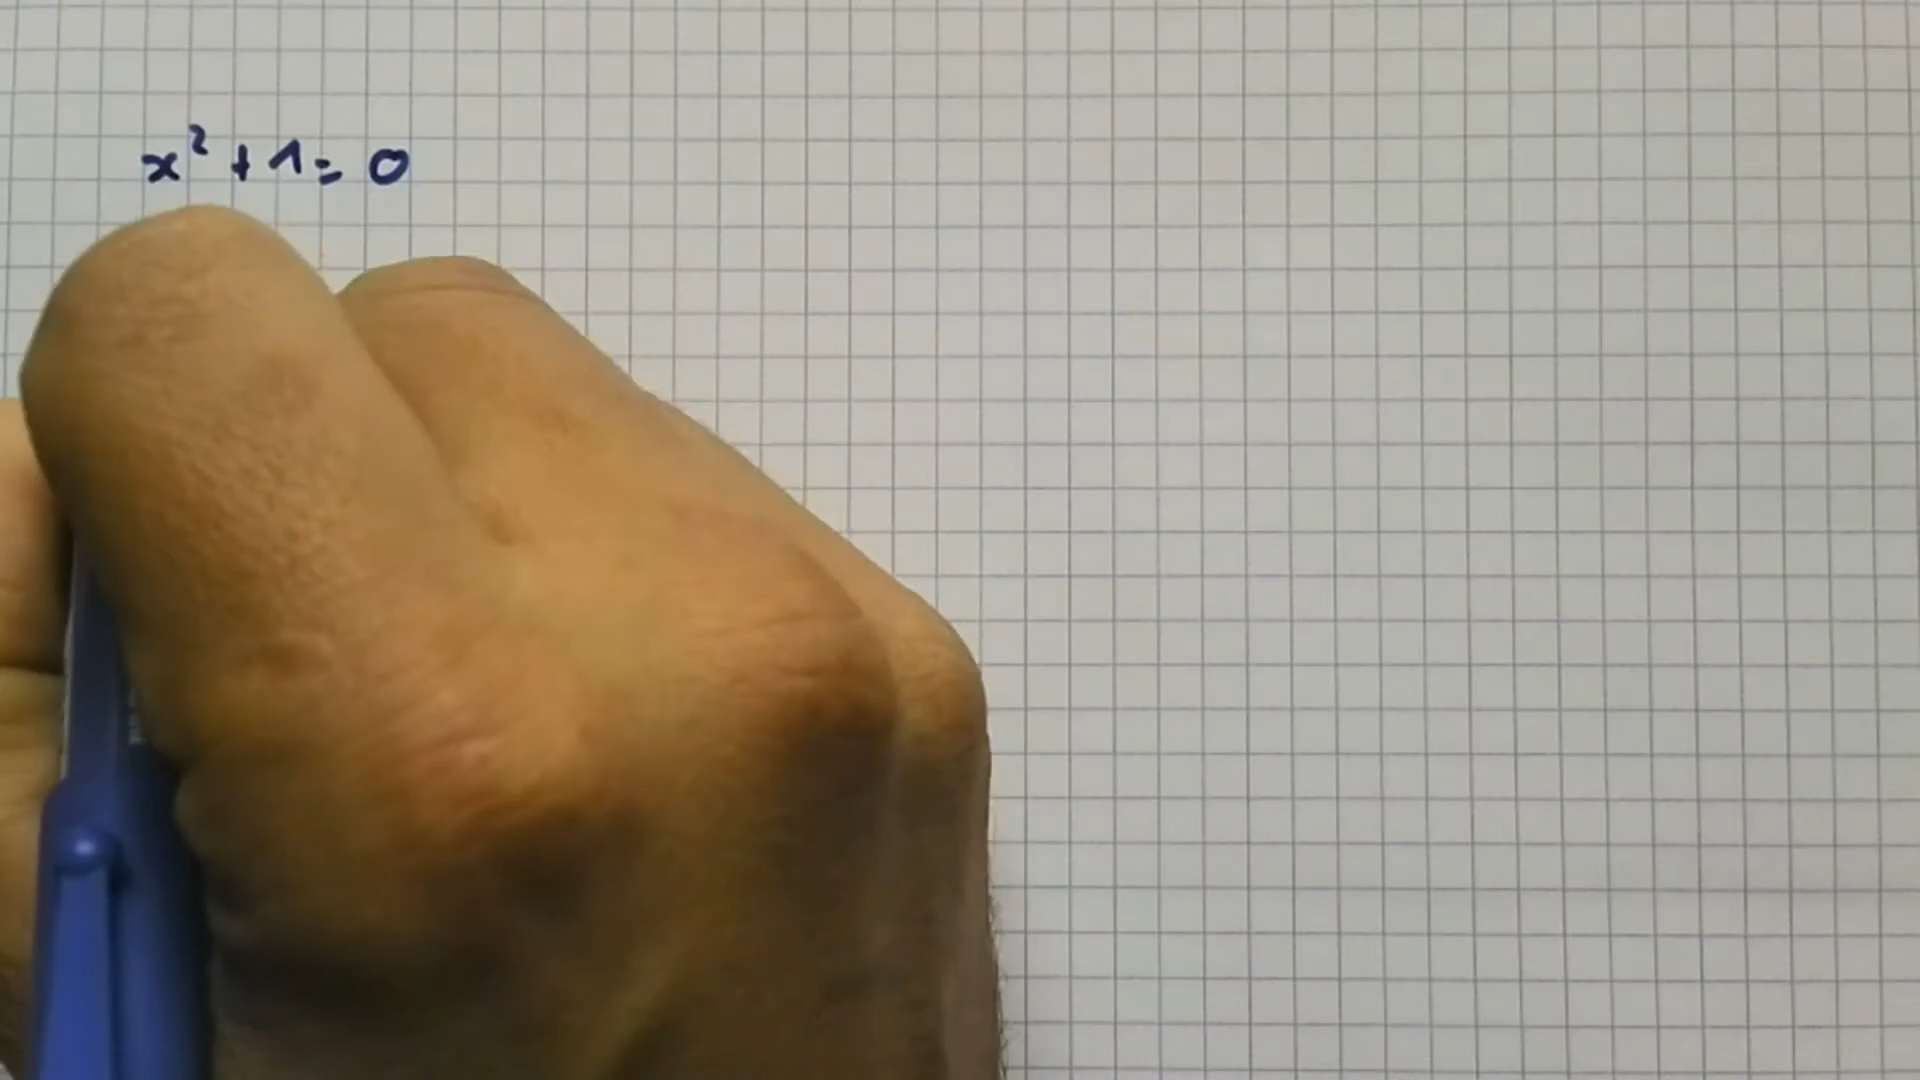 x² + 1 = 0